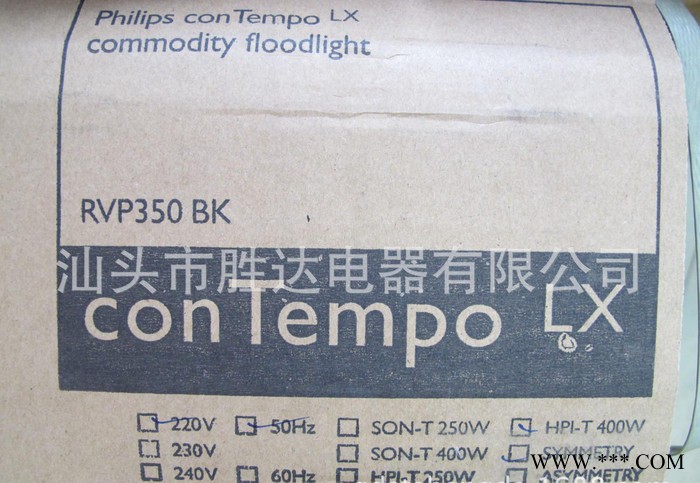 Philips conTempo LX
commodity floodlight
RVP350 BK
汕头市胜达电器有限公司
conTempo LX
220V 50Hz SON-T 250W HPI-T 400W
230V SON-T 400W SYMMETRY
240V 60Hz HPI-T 250W ASYMMETRY
www.***.com